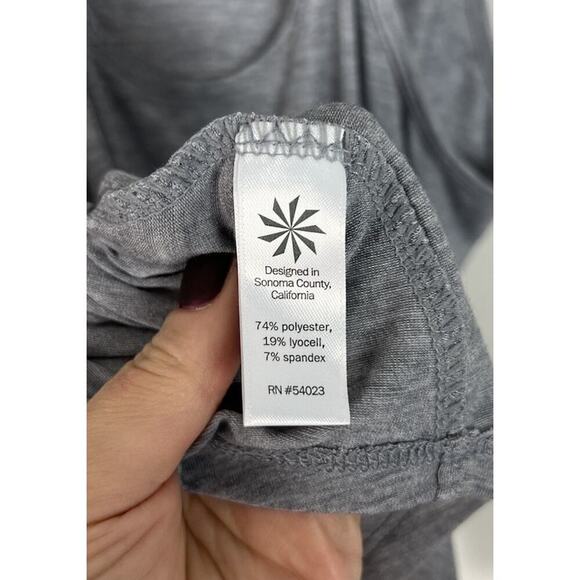 Designed in
Sonoma County,
California
74% polyester,
19% lyocell,
7% spandex
RN #54023